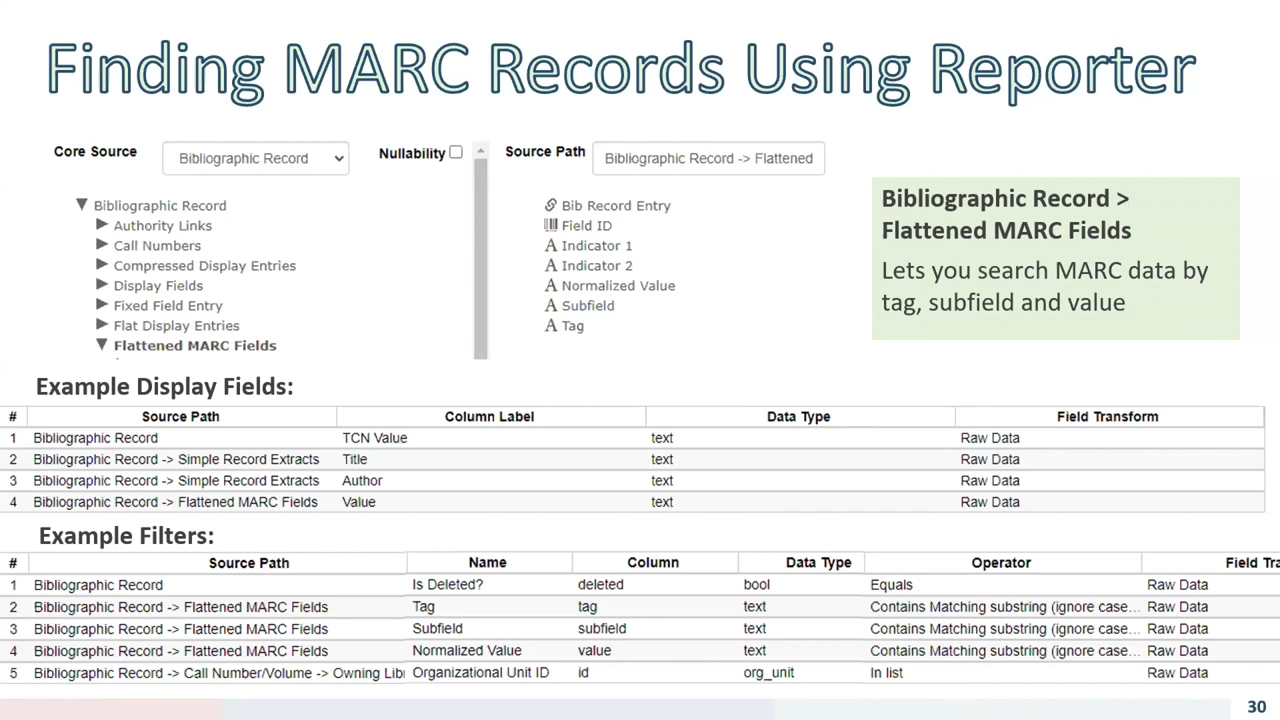 Finding MARC Records Using Reporter
Core Source
Bibliographic Record
Nullability
Source Path
Bibliographic Record -> Flattened
Bibliographic Record
Authority Links
Call Numbers
Compressed Display Entries
Display Fields
Fixed Field Entry
Flat Display Entries
Flattened MARC Fields
Bib Record Entry
Field ID
A Indicator 1
A Indicator 2
A Normalized Value
A Subfield
A Tag
Bibliographic Record >
Flattened MARC Fields
Lets you search MARC data by
tag, subfield and value
Example Display Fields:
# Source Path Column Label Data Type Field Transform
1 Bibliographic Record TCN Value text Raw Data
2 Bibliographic Record -> Simple Record Extracts Title text Raw Data
3 Bibliographic Record -> Simple Record Extracts Author text Raw Data
4 Bibliographic Record -> Flattened MARC Fields Value text Raw Data
Example Filters:
# Source Path Name Column Data Type Operator Field Tra
1 Bibliographic Record Is Deleted? deleted bool Equals Raw Data
2 Bibliographic Record -> Flattened MARC Fields Tag tag text Contains Matching substring (ignore case... Raw Data
3 Bibliographic Record -> Flattened MARC Fields Subfield subfield text Contains Matching substring (ignore case... Raw Data
4 Bibliographic Record -> Flattened MARC Fields Normalized Value value text Contains Matching substring (ignore case... Raw Data
5 Bibliographic Record -> Call Number/Volume -> Owning Libr Organizational Unit ID id org_unit In list Raw Data
30